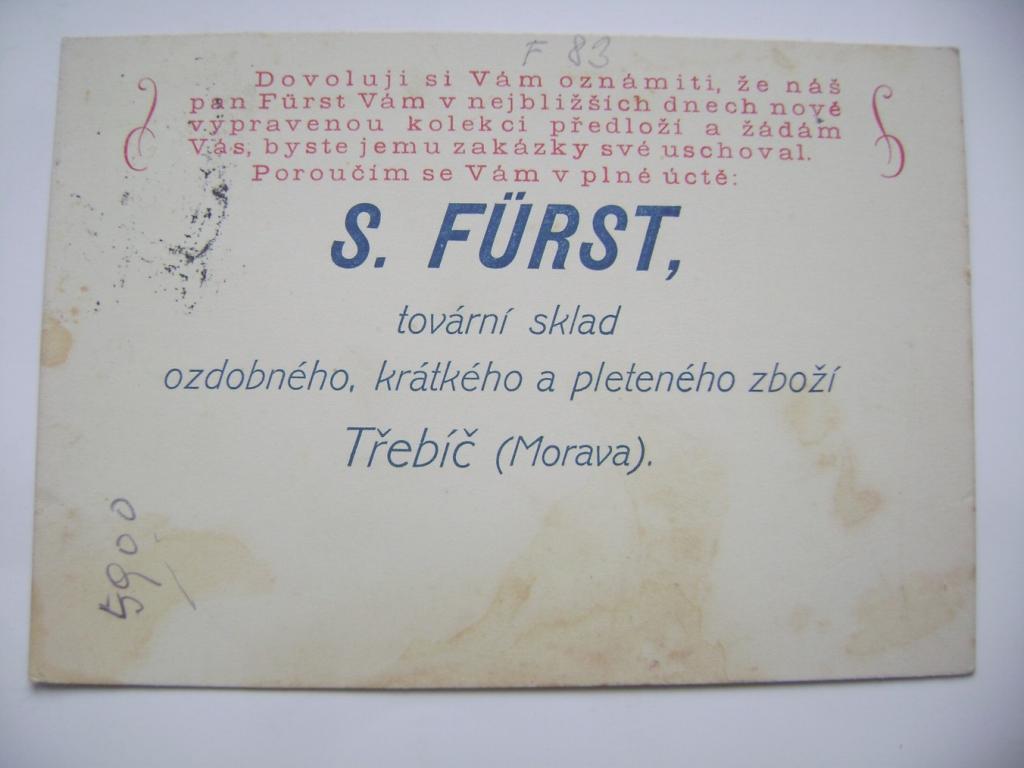 F 83
Dovoluji si Vám oznámiti, že náš
pan Fürst Vám v nejbližších dnech nově
vypravenou kolekci předloží a žádám
Vás, byste jemu zakázky své uschoval.
Poroučím se Vám v plné úctě:
S. FÜRST,
tovární sklad
ozdobného, krátkého a pleteného zboží
Třebíč (Morava).
5900